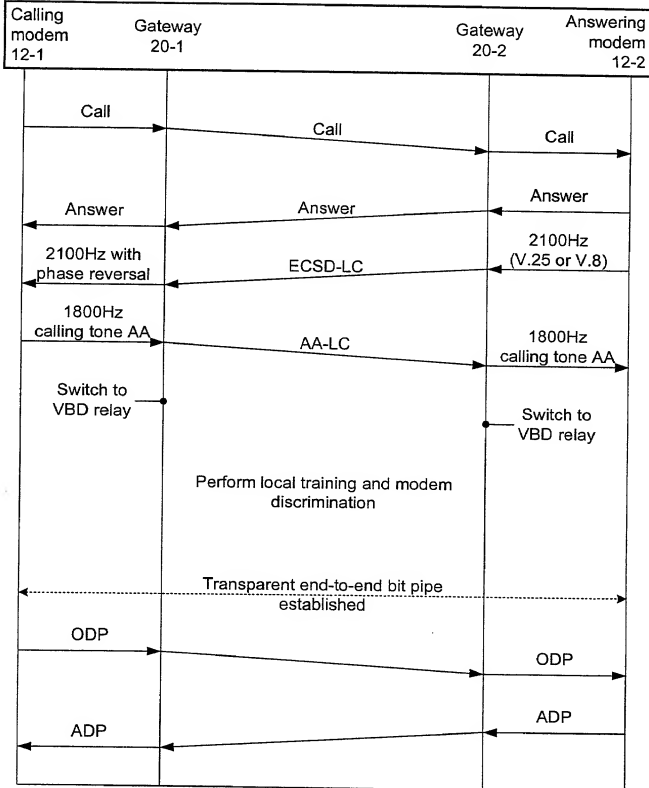 Calling
modem
12-1
Gateway
20-1
Gateway
20-2
Answering
modem
12-2
Call
Call
Call
Answer
Answer
Answer
2100Hz with
phase reversal
ECSD-LC
2100Hz
(V.25 or V.8)
1800Hz
calling tone AA
AA-LC
1800Hz
calling tone AA
Switch to
VBD relay
Switch to
VBD relay
Perform local training and modem
discrimination
Transparent end-to-end bit pipe
established
ODP
ODP
ADP
ADP